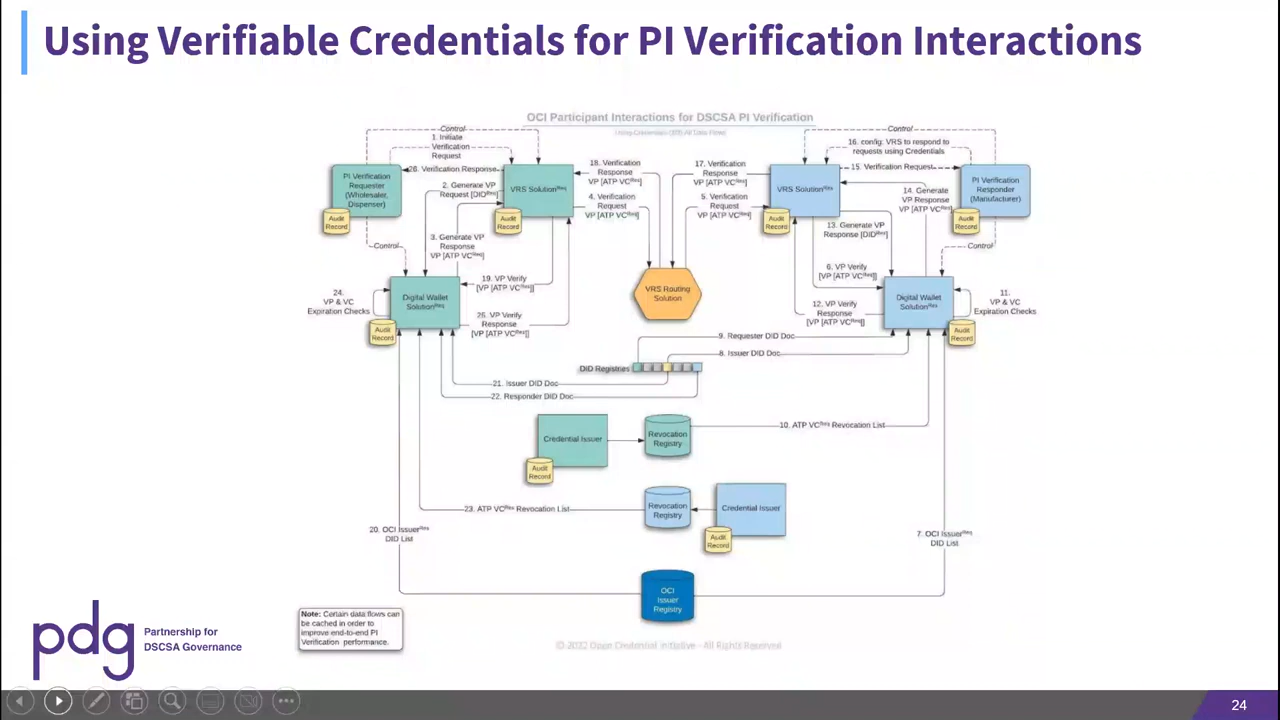 Using Verifiable Credentials for PI Verification Interactions
OCI Participant Interactions for DSCSA PI Verification
Control
1. Initiate
Verification
Request
28. Verification Response
PI Verification
Requester
(Wholesaler,
Dispenser)
Audit
Record
2. Generate VP
Request [DID
VRS Solution
Audit
Record
3. Generate VP
Response
VP [ATP VC
Control
18. Verification
Response
VP [ATP VC
4. Verification
Request
VP [ATP VC
17. Verification
Response
VP [ATP VC
5. Verification
Request
VP [ATP VC
VRS Routing
Solution
Control
16. config: VRS to respond to
requests using Credentials
15. Verification Request
VRS Solution
Audit
Record
14. Generate
VP Response
VP [ATP VC
13. Generate VP
Response [DID
PI Verification
Responder
(Manufacturer)
Audit
Record
Control
6. VP Verify
[VP [ATP VC
12. VP Verify
Response
[VP [ATP VC
Digital Wallet
Solution
Audit
Record
11.
VP & VC
Expiration Checks
24.
VP & VC
Expiration Checks
Digital Wallet
Solution
Audit
Record
19. VP Verify
[VP [ATP VC
VP Verify
Response
[VP [ATP VC
9. Requester DID Doc
8. Issuer DID Doc
DID Registries
21. Issuer DID Doc
22. Responder DID Doc
Credential Issuer
Audit
Record
Revocation
Registry
10. ATP VC Revocation List
23. ATP VC Revocation List
Revocation
Registry
Credential Issuer
Audit
Record
20. OCI Issuer
DID List
7. OCI Issuer
DID List
OCI
Issuer
Registry
Note: Certain data flows can
be cached in order to
improve end-to-end PI
Verification performance.
© 2022 Open Credential Initiative - All Rights Reserved
pdg
Partnership for
DSCSA Governance
24